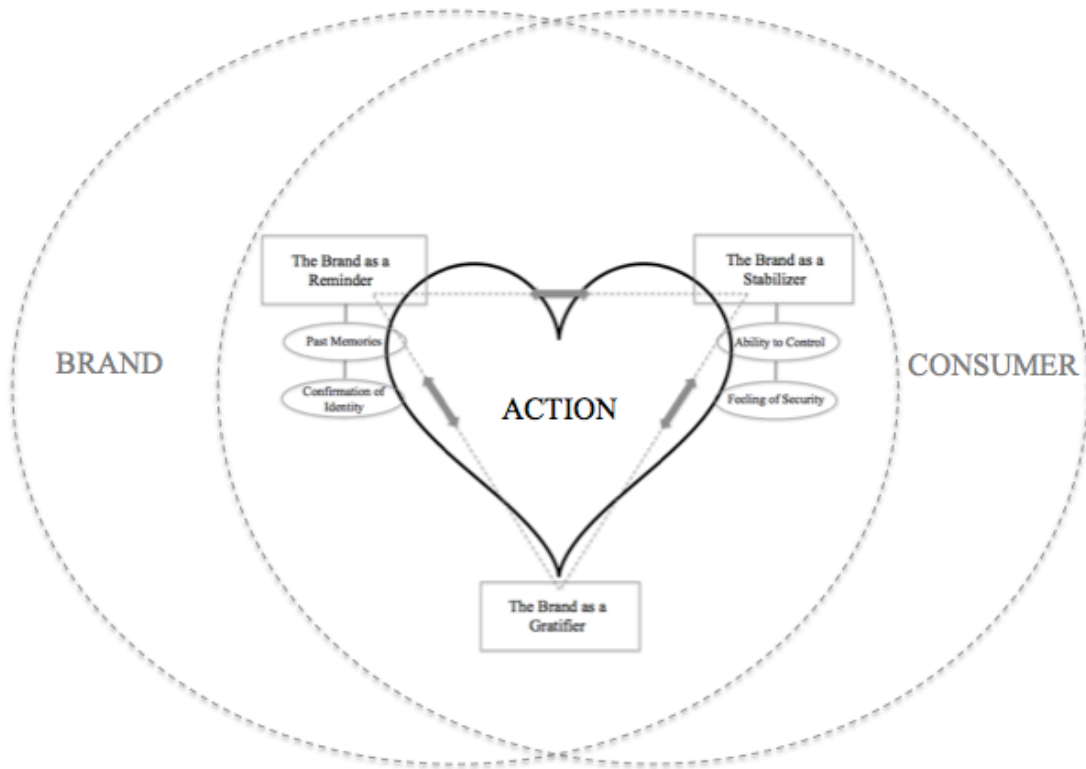 The Brand as a
Reminder
The Brand as a
Stabilizer
Past Memories
Ability to Control
BRAND
CONSUMER
Confirmation of
Identity
Feeling of Security
ACTION
The Brand as a
Gratifier